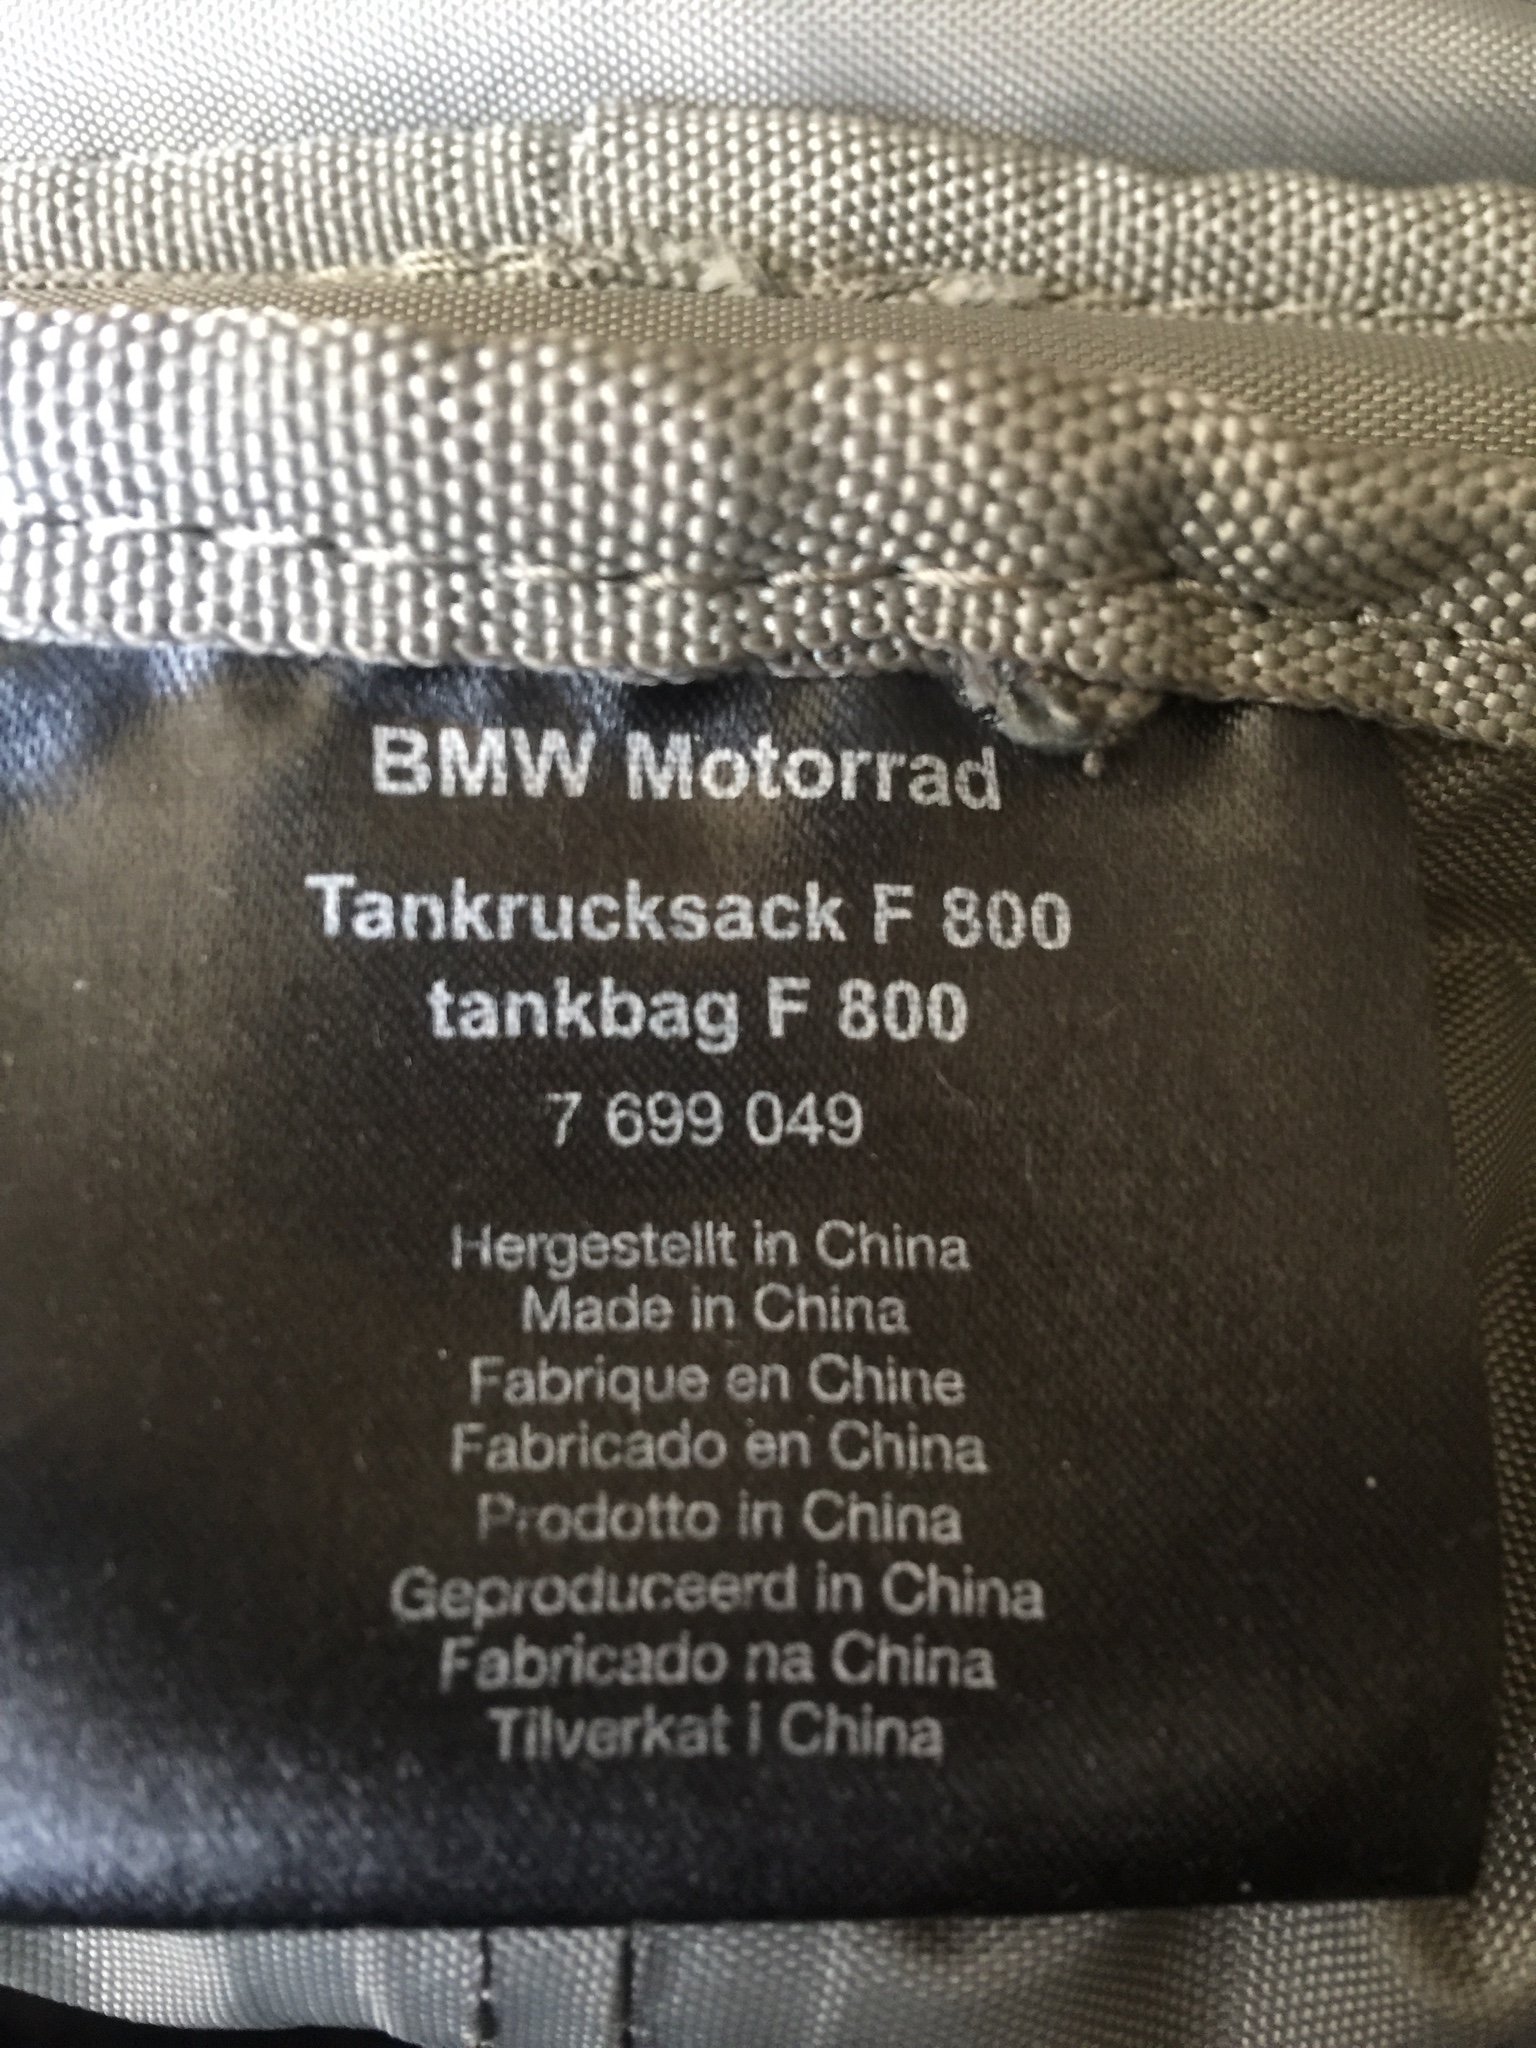 BMW Motorrad
Tankrucksack F 800
tankbag F 800
7 699 049
Hergestellt in China
Made in China
Fabrique en Chine
Fabricado en China
Prodotto in China
Geproduceerd in China
Fabricado na China
Tilverkat i China